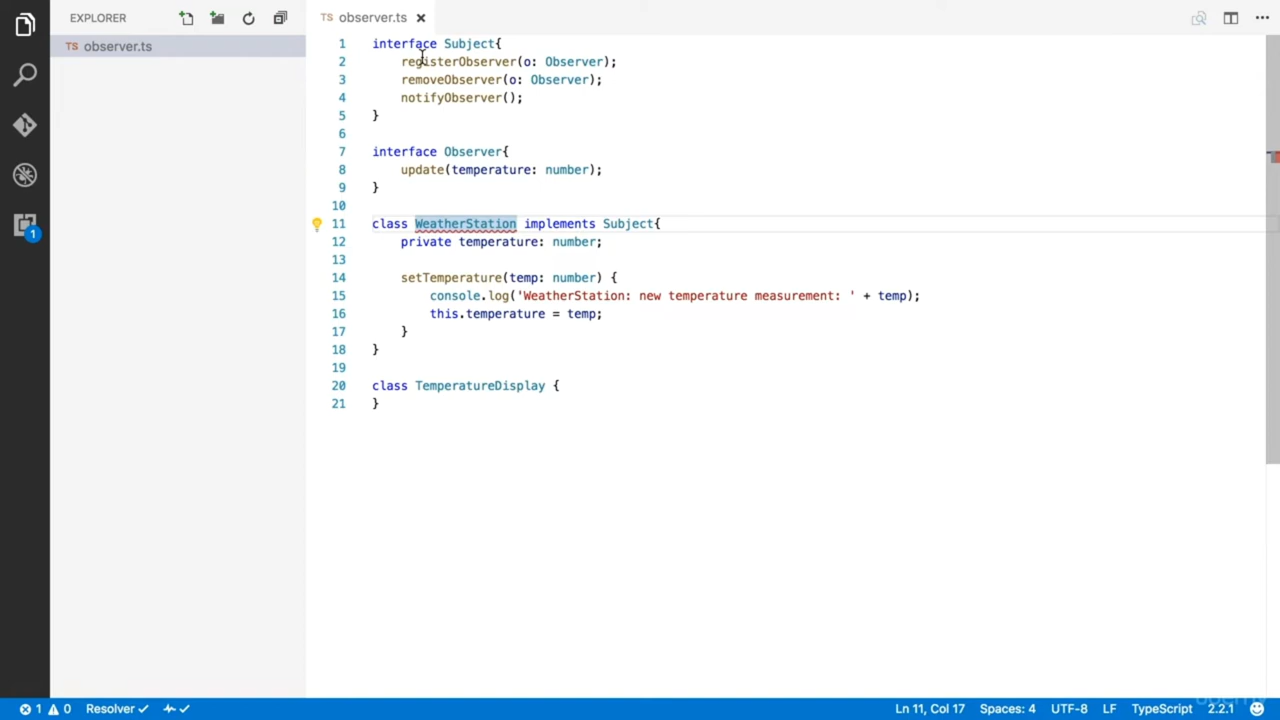 EXPLORER
TS observer.ts
TS observer.ts
1 interface Subject{
2 registerObserver(o: Observer);
3 removeObserver(o: Observer);
4 notifyObserver();
5 }
6
7 interface Observer{
8 update(temperature: number);
9 }
10
11 class WeatherStation implements Subject{
12 private temperature: number;
13
14 setTemperature(temp: number) {
15 console.log('WeatherStation: new temperature measurement: ' + temp);
16 this.temperature = temp;
17 }
18 }
19
20 class TemperatureDisplay {
21 }
1
1 0 Resolver Ln 11, Col 17 Spaces: 4 UTF-8 LF TypeScript 2.2.1